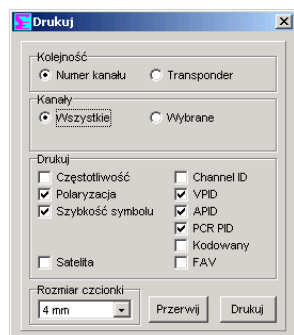 Drukuj
Kolejność
Numer kanału Transponder
Kanały
Wszystkie Wybrane
Drukuj
Częstotliwość Channel ID
Polaryzacja VPID
Szybkość symbolu APID
PCR PID
Kodowany
Satelita FAV
Rozmiar czcionki
4 mm Przerwij Drukuj